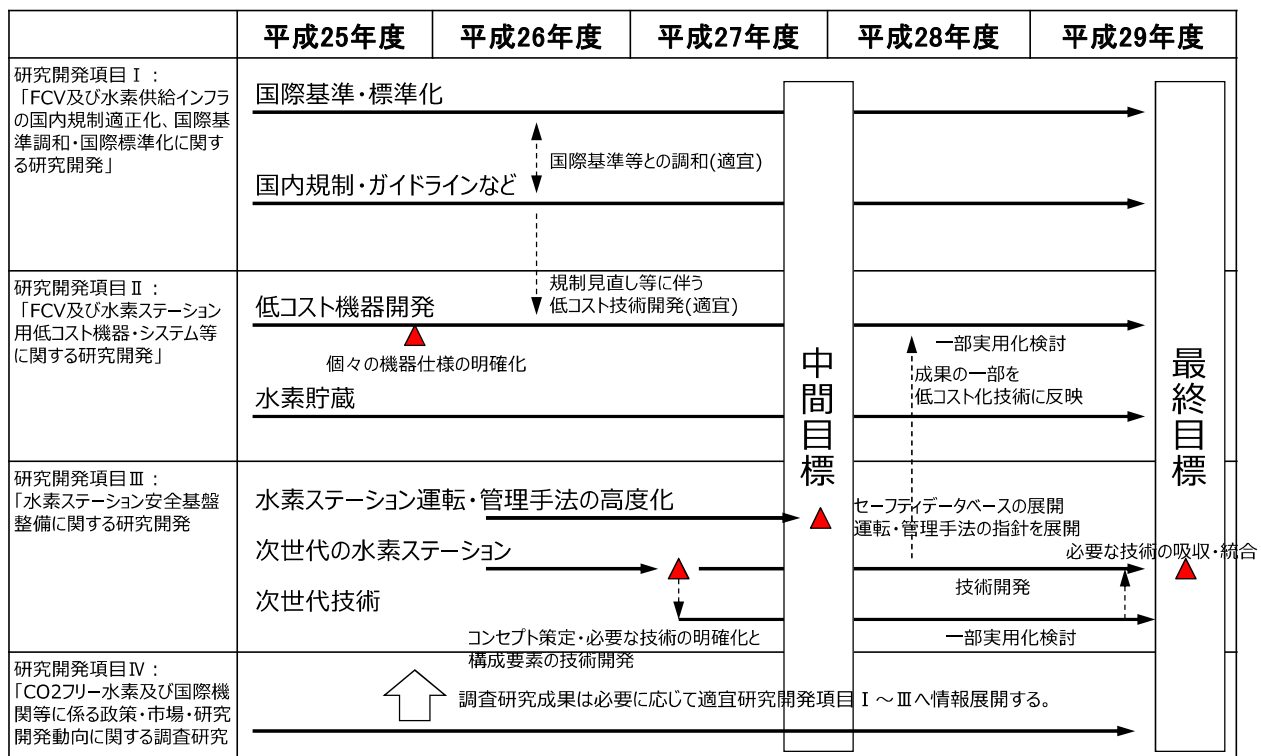 平成25年度
平成26年度
平成27年度
平成28年度
平成29年度
研究開発項目Ⅰ:
「FCV及び水素供給インフラ
の国内規制適正化、国際基
準調和・国際標準化に関す
る研究開発」
国際基準・標準化
国際基準等との調和(適宜)
国内規制・ガイドラインなど
研究開発項目Ⅱ:
「FCV及び水素ステーション
用低コスト機器・システム等
に関する研究開発」
規制見直し等に伴う
低コスト技術開発(適宜)
低コスト機器開発
個々の機器仕様の明確化
一部実用化検討
成果の一部を
低コスト化技術に反映
水素貯蔵
中間目標
最終目標
研究開発項目Ⅲ:
「水素ステーション安全基盤
整備に関する研究開発
水素ステーション運転・管理手法の高度化
セーフティデータベースの展開
運転・管理手法の指針を展開
次世代の水素ステーション
必要な技術の吸収・統合
技術開発
次世代技術
コンセプト策定・必要な技術の明確化と
構成要素の技術開発
一部実用化検討
研究開発項目Ⅳ:
「CO2フリー水素及び国際機
関等に係る政策・市場・研究
開発動向に関する調査研究
調査研究成果は必要に応じて適宜研究開発項目Ⅰ~Ⅲへ情報展開する。